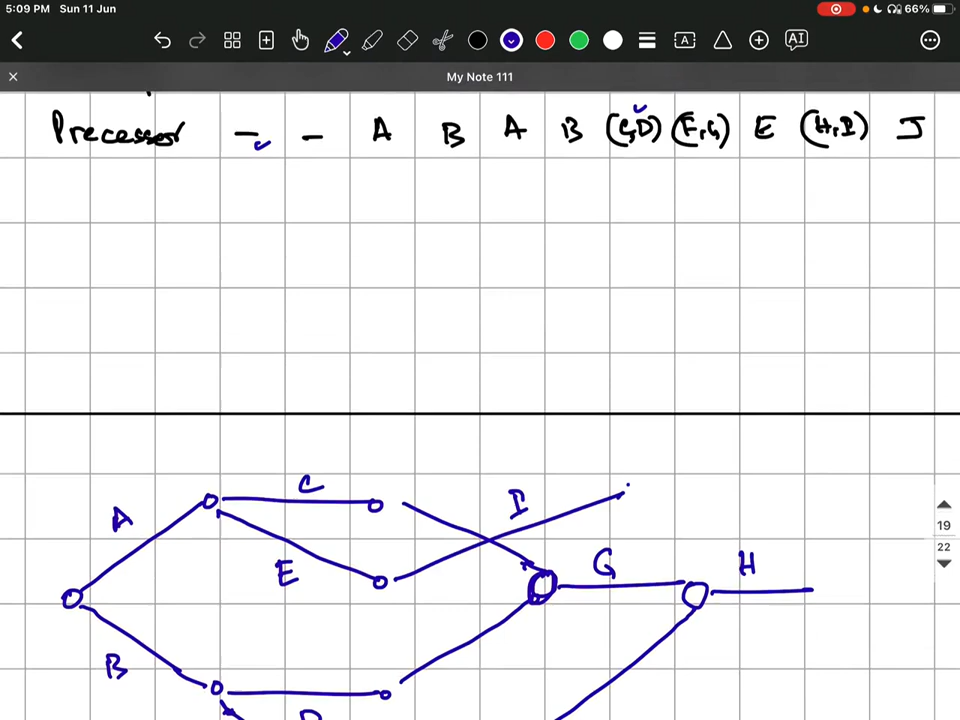 5:09 PM Sun 11 Jun 66%
My Note 111
Precessor – – A B A B (C,D) (F,G) E (H,I) J
19
22
C
I
A
G
H
E
B
D